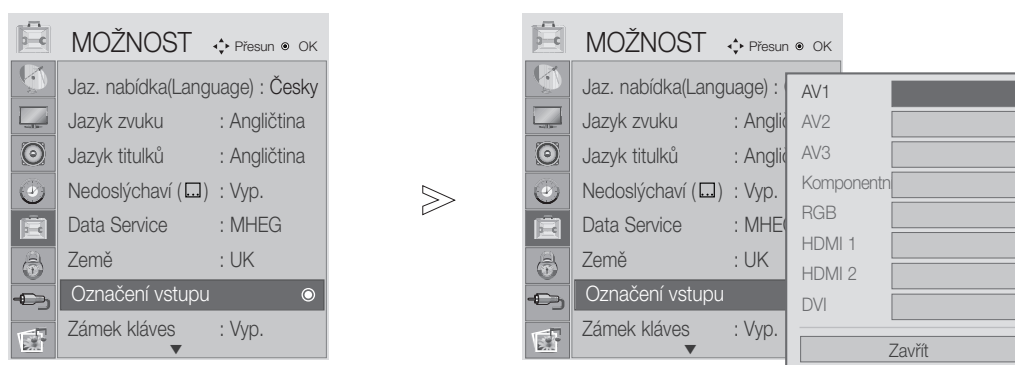 MOŽNOST Přesun OK
Jaz. nabídka(Language) : Česky
Jazyk zvuku : Angličtina
Jazyk titulků : Angličtina
Nedoslýchaví ( ) : Vyp.
Data Service : MHEG
Země : UK
Označení vstupu
Zámek kláves : Vyp.
MOŽNOST Přesun OK
Jaz. nabídka(Language) :
Jazyk zvuku : Angli
Jazyk titulků : Angli
Nedoslýchaví ( ) : Vyp.
Data Service : MHE
Země : UK
Označení vstupu
Zámek kláves : Vyp.
AV1
AV2
AV3
Komponentn
RGB
HDMI 1
HDMI 2
DVI
Zavřít